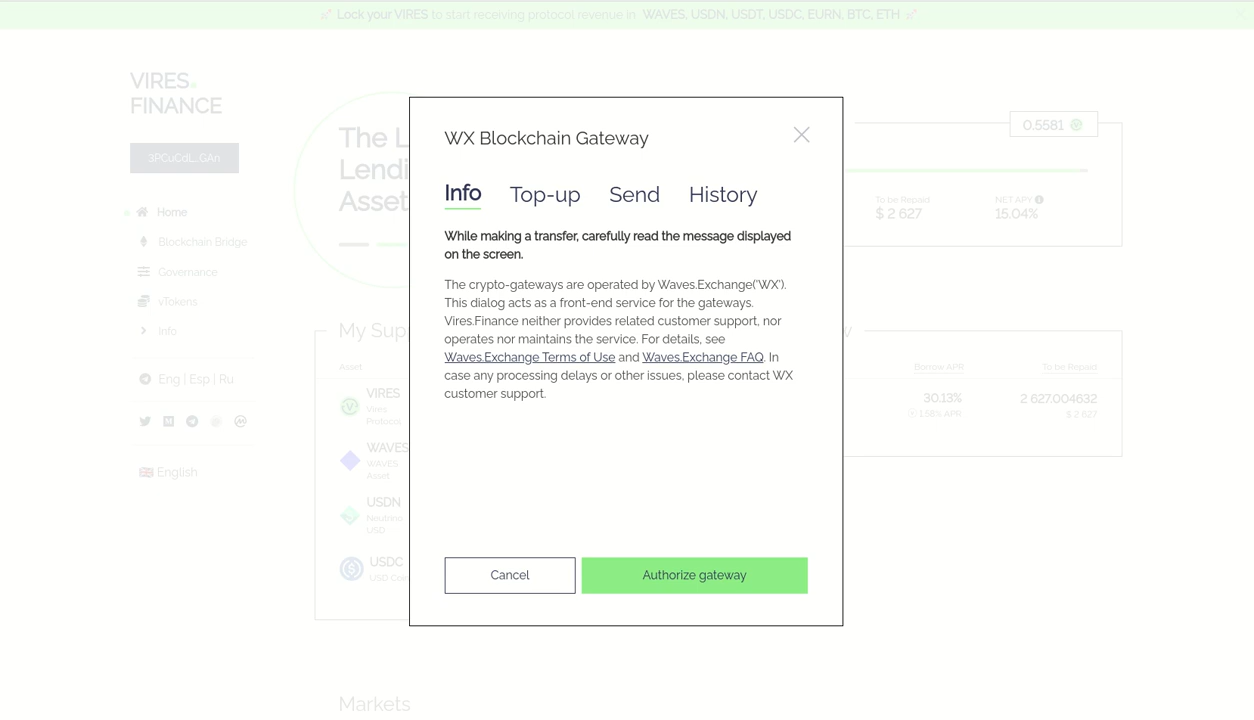 Lock your VIRES to start receiving protocol revenue in WAVES, USDN, USDT, USDC, EURN, BTC, ETH
VIRES.
FINANCE
3PCuCdL...GAn
Home
Blockchain Bridge
Governance
vTokens
Info
Eng | Esp | Ru
English
The L
Lendi
Asset
0.5581
To be Repaid
$ 2 627
NET APY
15,04%
WX Blockchain Gateway
Info Top-up Send History
While making a transfer, carefully read the message displayed
on the screen.
The crypto-gateways are operated by Waves.Exchange('WX').
This dialog acts as a front-end service for the gateways.
Vires.Finance neither provides related customer support, nor
operates nor maintains the service. For details, see
Waves.Exchange Terms of Use and Waves.Exchange FAQ. In
case any processing delays or other issues, please contact WX
customer support.
Cancel
Authorize gateway
My Supp
Asset
VIRES
Vires
Protocol
WAVES
WAVES
Asset
USDN
Neutrino
USD
USDC
USD Coin
Borrow APR To be Repaid
30.13% 2 627.004632
1.58% APR $ 2 627
Markets